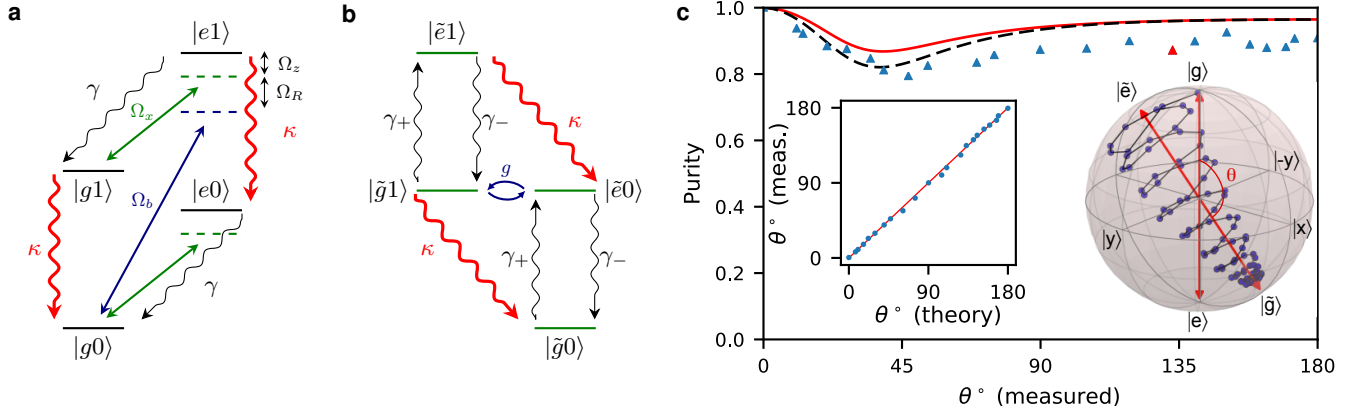 a
|e1⟩
Ω_z
Ω_R
γ
Ω_x
κ
|g1⟩
|e0⟩
Ω_b
κ
γ
|g0⟩
b
|ẽ1⟩
γ+
γ−
κ
g
|g̃1⟩
|ẽ0⟩
κ
γ+
γ−
|g̃0⟩
c
Purity
1.0
0.8
0.6
0.4
0.2
0.0
0
45
90
135
180
θ° (measured)
θ° (meas.)
180
90
0
0
90
180
θ° (theory)
|g⟩
|ẽ⟩
|-y⟩
θ
|y⟩
|x⟩
|e⟩
|g̃⟩